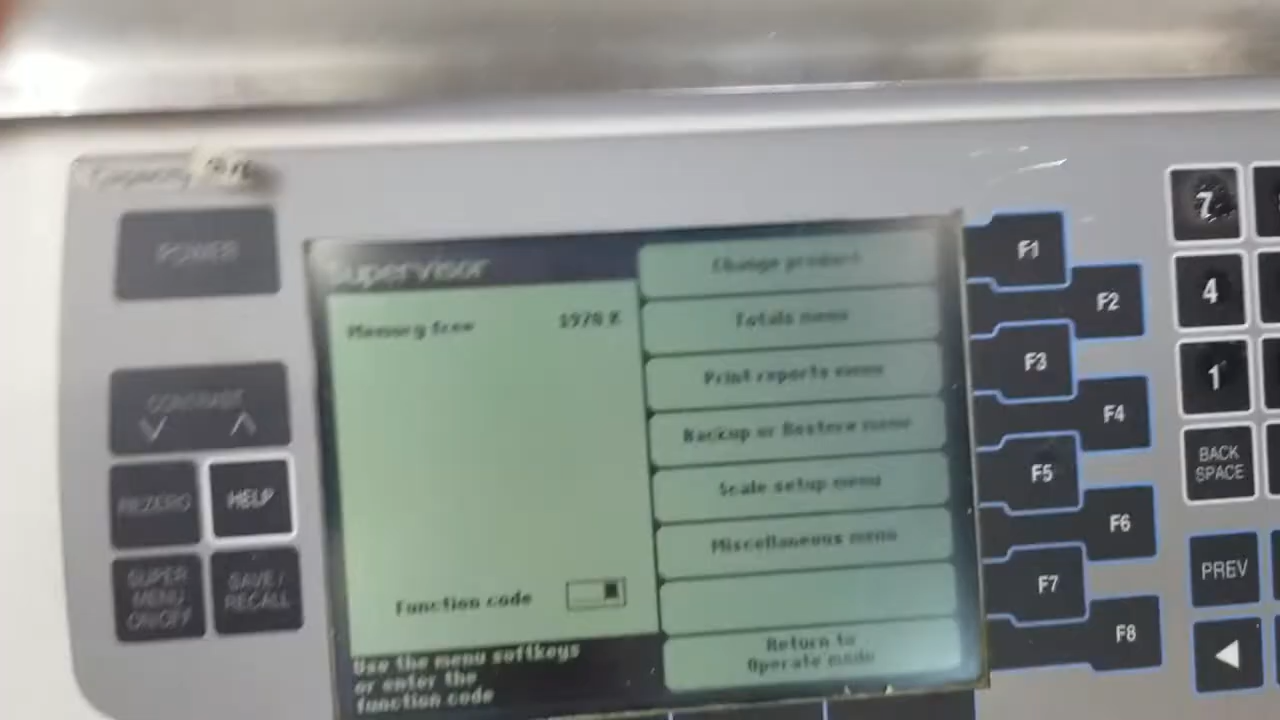 Capacity
POWER
CONTRAST
REZERO
HELP
SUPER
MENU
ON/OFF
SAVE /
RECALL
Supervisor
Memory free
Function code
Use the menu softkeys
or enter the
function code
Change product
Totals menu
Print reports menu
Backup or Restore menu
Scale setup menu
Miscellaneous menu
Return to
Operate mode
F1
F2
F3
F4
F5
F6
F7
F8
7
4
1
BACK
SPACE
PREV